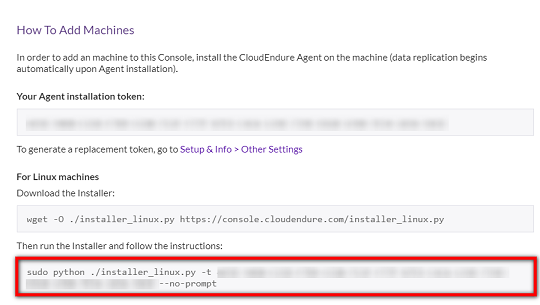 How To Add Machines
In order to add an machine to this Console, install the CloudEndure Agent on the machine (data replication begins
automatically upon Agent installation).
Your Agent installation token:
To generate a replacement token, go to Setup & Info > Other Settings
For Linux machines
Download the Installer:
wget -O ./installer_linux.py https://console.cloudendure.com/installer_linux.py
Then run the Installer and follow the instructions:
sudo python ./installer_linux.py -t
--no-prompt